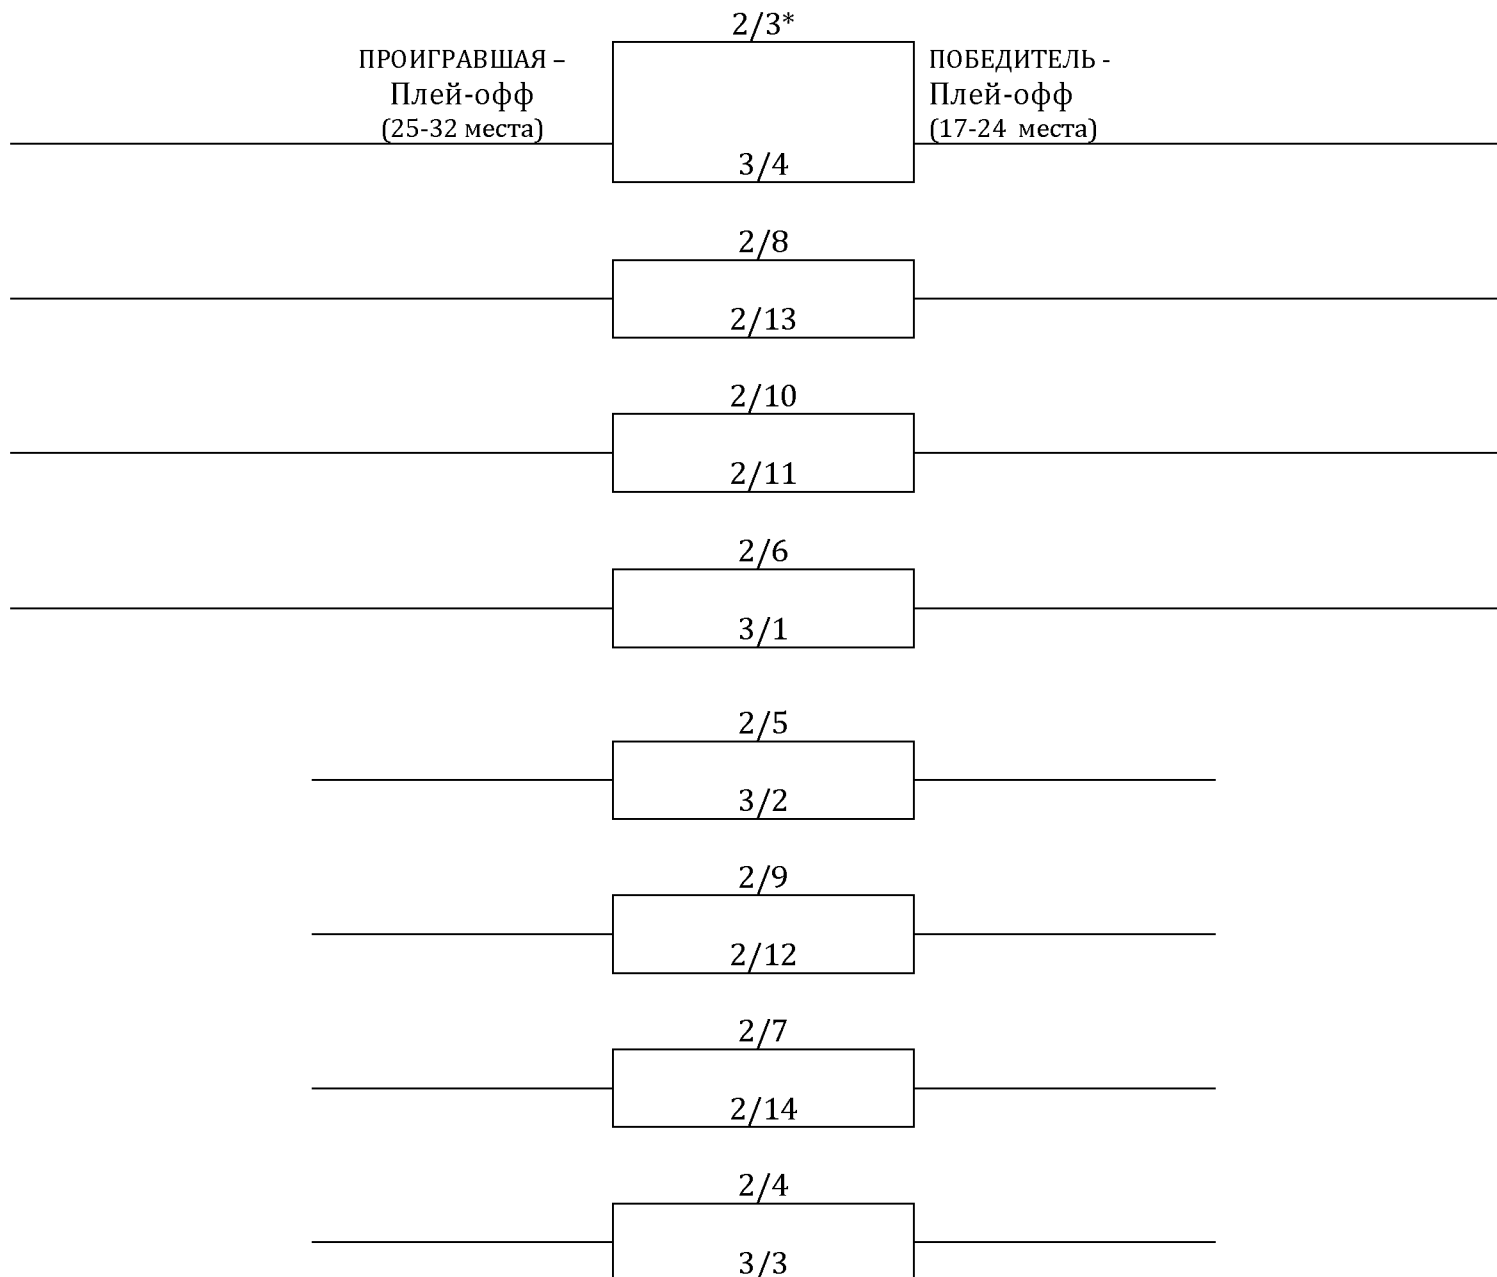 2/3*
ПРОИГРАВШАЯ –
Плей-офф
(25-32 места)
ПОБЕДИТЕЛЬ -
Плей-офф
(17-24 места)
3/4
2/8
2/13
2/10
2/11
2/6
3/1
2/5
3/2
2/9
2/12
2/7
2/14
2/4
3/3